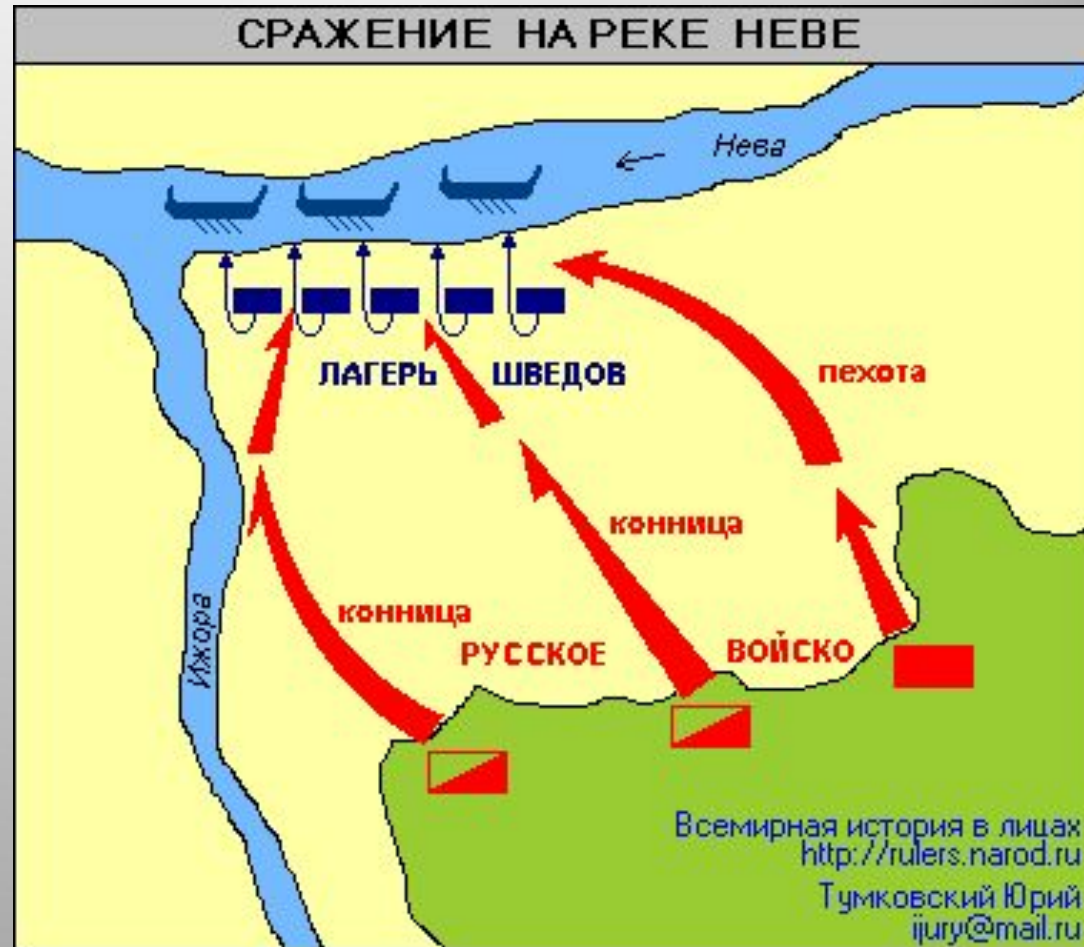 СРАЖЕНИЕ НА РЕКЕ НЕВЕ
Нева
ЛАГЕРЬ ШВЕДОВ
пехота
конница
конница
Ижора
РУССКОЕ ВОЙСКО
Всемирная история в лицах
http://rulers.narod.ru
Тумковский Юрий
ijury@mail.ru